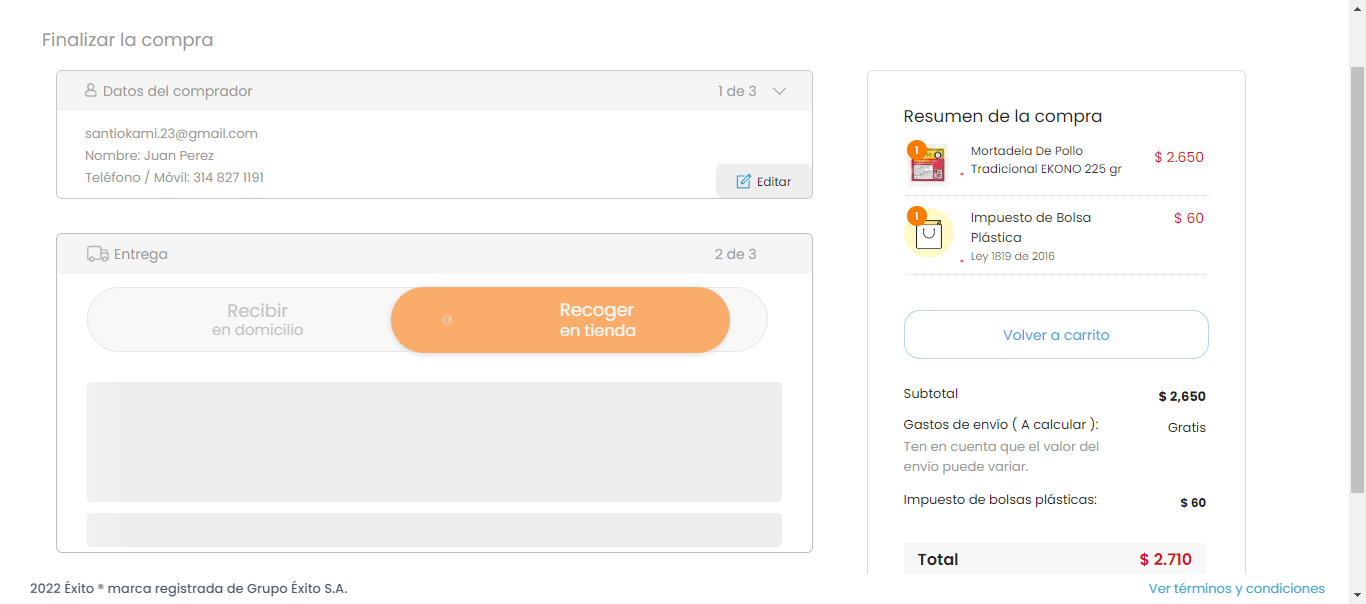 Finalizar la compra
Datos del comprador
1 de 3
santiokami.23@gmail.com
Nombre: Juan Perez
Teléfono / Móvil: 314 827 1191
Editar
Entrega
2 de 3
Recibir
en domicilio
Recoger
en tienda
Resumen de la compra
1
Mortadela De Pollo
Tradicional EKONO 225 gr
$ 2.650
1
Impuesto de Bolsa
Plástica
Ley 1819 de 2016
$ 60
Volver a carrito
Subtotal
$ 2,650
Gastos de envío ( A calcular ):
Gratis
Ten en cuenta que el valor del
envío puede variar.
Impuesto de bolsas plásticas:
$ 60
Total
$ 2.710
2022 Éxito ® marca registrada de Grupo Éxito S.A.
Ver términos y condiciones